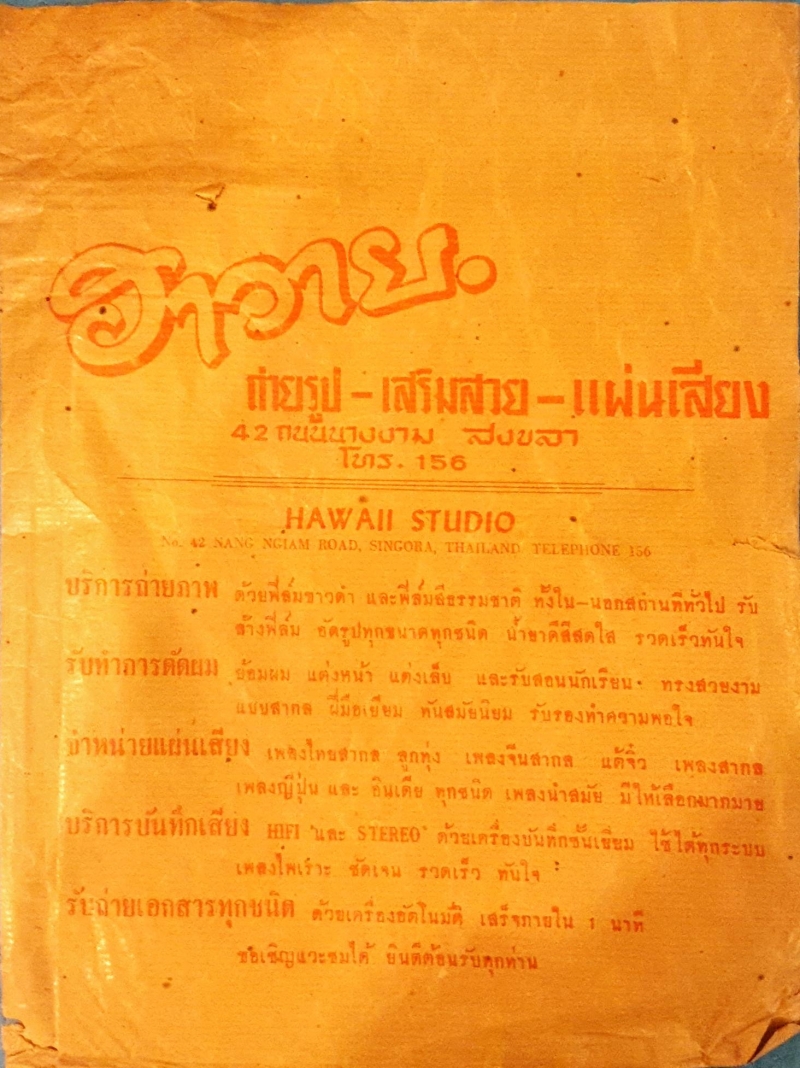 ฮาวาย.
ถ่ายรูป - เสริมสวย - แผ่นเสียง
42 ถนนนางงาม สงขลา
โทร. 156
HAWAII STUDIO
No. 42 NANG NGIAM ROAD, SINGORA, THAILAND TELEPHONE 156
บริการถ่ายภาพ ด้วยฟิล์มขาวดำ และฟิล์มสีธรรมชาติ ทั้งใน-นอกสถานที่ทั่วไป รับ
ล้างฟิล์ม อัดรูปทุกขนาดทุกชนิด น้ำยาดีสีสดใส รวดเร็วทันใจ
รับทำการดัดผม ย้อมผม แต่งหน้า แต่งเล็บ และรับสอนนักเรียน ทรงสวยงาม
แบบสากล ฝีมือเยี่ยม ทันสมัยนิยม รับรองทำความพอใจ
จำหน่ายแผ่นเสียง เพลงไทยสากล ลูกทุ่ง เพลงจีนสากล แต้จิ๋ว เพลงสากล
เพลงญี่ปุ่น และ อินเดีย ทุกชนิด เพลงนำสมัย มีให้เลือกมากมาย
บริการบันทึกเสียง HIFI และ STEREO ด้วยเครื่องบันทึกชั้นเยี่ยม ใช้ได้ทุกระบบ
เพลงไพเราะ ชัดเจน รวดเร็ว ทันใจ
รับถ่ายเอกสารทุกชนิด ด้วยเครื่องอัตโนมัติ เสร็จภายใน 1 นาที
ขอเชิญแวะชมได้ ยินดีต้อนรับทุกท่าน